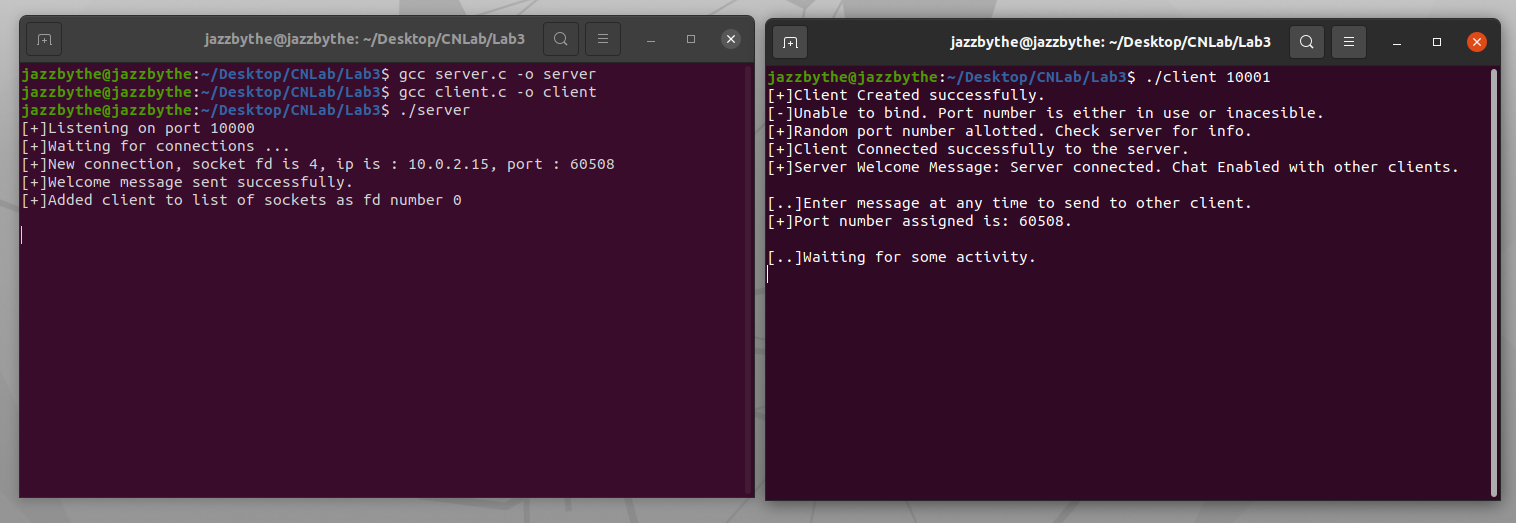 jazzbythe@jazzbythe: ~/Desktop/CNLab/Lab3
jazzbythe@jazzbythe:~/Desktop/CNLab/Lab3$ gcc server.c -o server
jazzbythe@jazzbythe:~/Desktop/CNLab/Lab3$ gcc client.c -o client
jazzbythe@jazzbythe:~/Desktop/CNLab/Lab3$ ./server
[+]Listening on port 10000
[+]Waiting for connections ...
[+]New connection, socket fd is 4, ip is : 10.0.2.15, port : 60508
[+]Welcome message sent successfully.
[+]Added client to list of sockets as fd number 0
jazzbythe@jazzbythe: ~/Desktop/CNLab/Lab3
jazzbythe@jazzbythe:~/Desktop/CNLab/Lab3$ ./client 10001
[+]Client Created successfully.
[-]Unable to bind. Port number is either in use or inacesible.
[+]Random port number allotted. Check server for info.
[+]Client Connected successfully to the server.
[+]Server Welcome Message: Server connected. Chat Enabled with other clients.
[..]Enter message at any time to send to other client.
[+]Port number assigned is: 60508.
[..]Waiting for some activity.